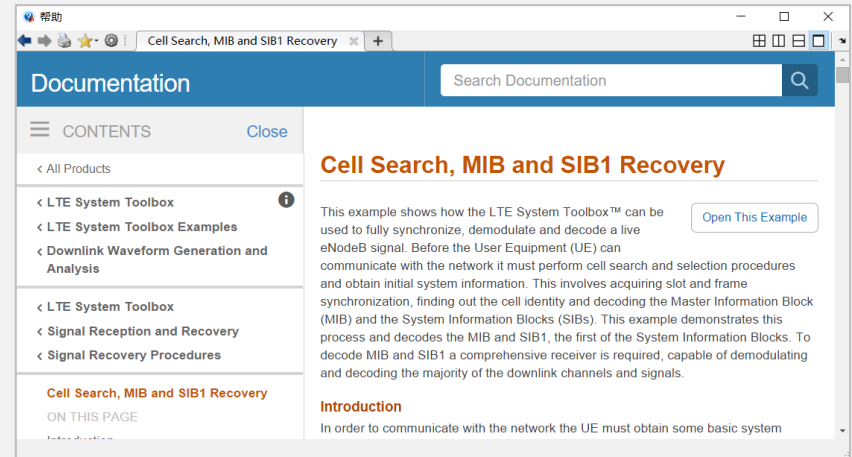 帮助
Cell Search, MIB and SIB1 Recovery
Documentation
Search Documentation
CONTENTS
Close
All Products
LTE System Toolbox
LTE System Toolbox Examples
Downlink Waveform Generation and
Analysis
LTE System Toolbox
Signal Reception and Recovery
Signal Recovery Procedures
Cell Search, MIB and SIB1 Recovery
ON THIS PAGE
Cell Search, MIB and SIB1 Recovery
Open This Example
This example shows how the LTE System Toolbox™ can be
used to fully synchronize, demodulate and decode a live
eNodeB signal. Before the User Equipment (UE) can
communicate with the network it must perform cell search and selection procedures
and obtain initial system information. This involves acquiring slot and frame
synchronization, finding out the cell identity and decoding the Master Information Block
(MIB) and the System Information Blocks (SIBs). This example demonstrates this
process and decodes the MIB and SIB1, the first of the System Information Blocks. To
decode MIB and SIB1 a comprehensive receiver is required, capable of demodulating
and decoding the majority of the downlink channels and signals.
Introduction
In order to communicate with the network the UE must obtain some basic system